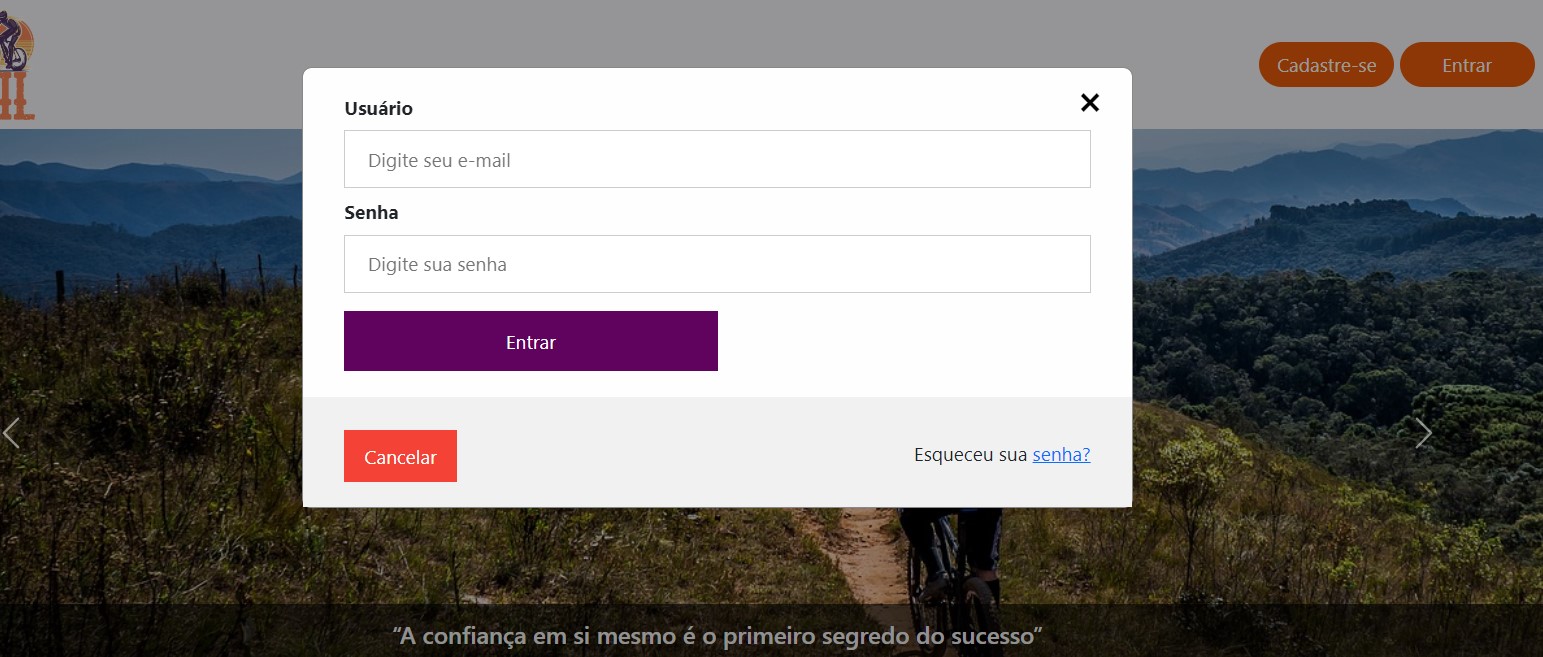 IL
Cadastre-se
Entrar
Usuário
Digite seu e-mail
Senha
Digite sua senha
Entrar
Cancelar
Esqueceu sua senha?
“A confiança em si mesmo é o primeiro segredo do sucesso”